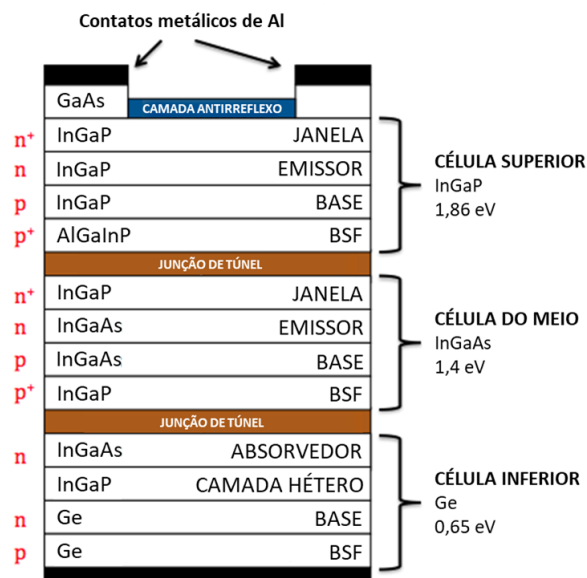 Contatos metálicos de Al
GaAs
CAMADA ANTIRREFLEXO
n⁺ InGaP JANELA
n InGaP EMISSOR
p InGaP BASE
p⁺ AlGaInP BSF
CÉLULA SUPERIOR
InGaP
1,86 eV
JUNÇÃO DE TÚNEL
n⁺ InGaP JANELA
n InGaAs EMISSOR
p InGaAs BASE
p⁺ InGaP BSF
CÉLULA DO MEIO
InGaAs
1,4 eV
JUNÇÃO DE TÚNEL
n InGaAs ABSORVEDOR
InGaP CAMADA HÉTERO
n Ge BASE
p Ge BSF
CÉLULA INFERIOR
Ge
0,65 eV